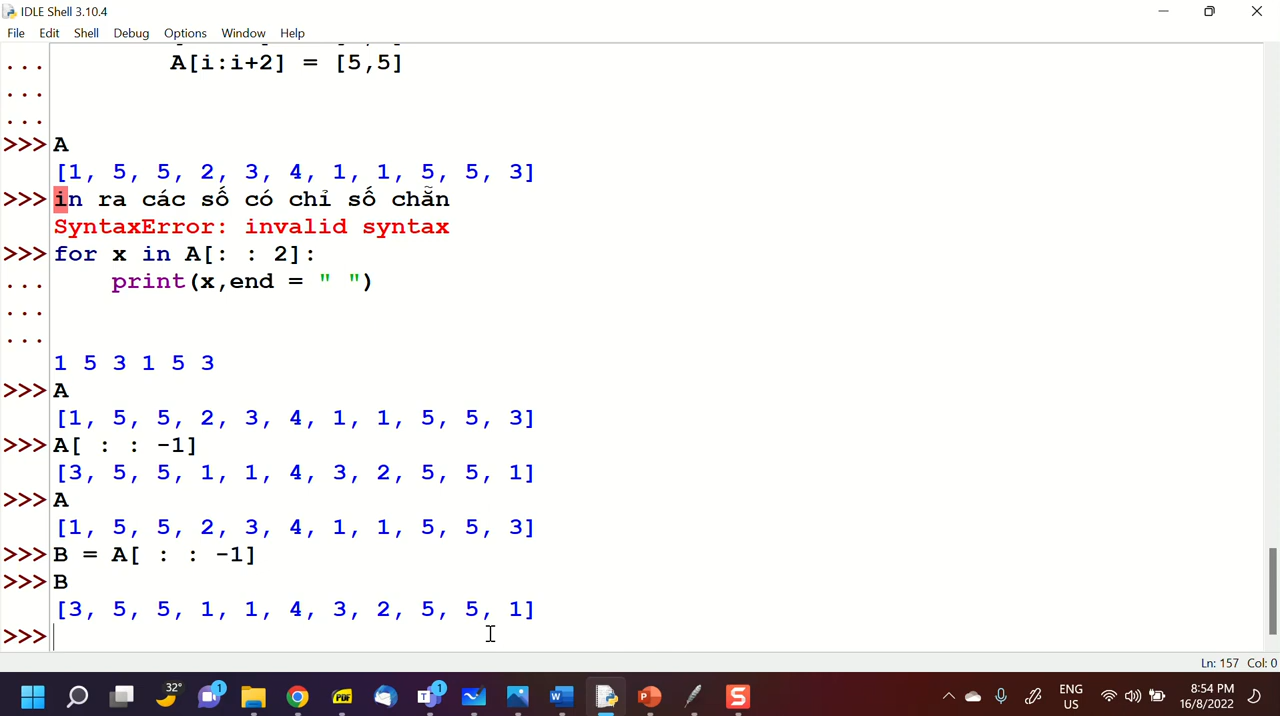 IDLE Shell 3.10.4
File Edit Shell Debug Options Window Help
... A[i:i+2] = [5,5]
...
...
>>> A
[1, 5, 5, 2, 3, 4, 1, 1, 5, 5, 3]
>>> in ra các số có chỉ số chẵn
SyntaxError: invalid syntax
>>> for x in A[: : 2]:
... print(x,end = " ")
...
...
1 5 3 1 5 3
>>> A
[1, 5, 5, 2, 3, 4, 1, 1, 5, 5, 3]
>>> A[ : : -1]
[3, 5, 5, 1, 1, 4, 3, 2, 5, 5, 1]
>>> A
[1, 5, 5, 2, 3, 4, 1, 1, 5, 5, 3]
>>> B = A[ : : -1]
>>> B
[3, 5, 5, 1, 1, 4, 3, 2, 5, 5, 1]
>>>
Ln: 157 Col: 0
32° 1 PDF T 1 W P S ENG 8:54 PM
US 16/8/2022